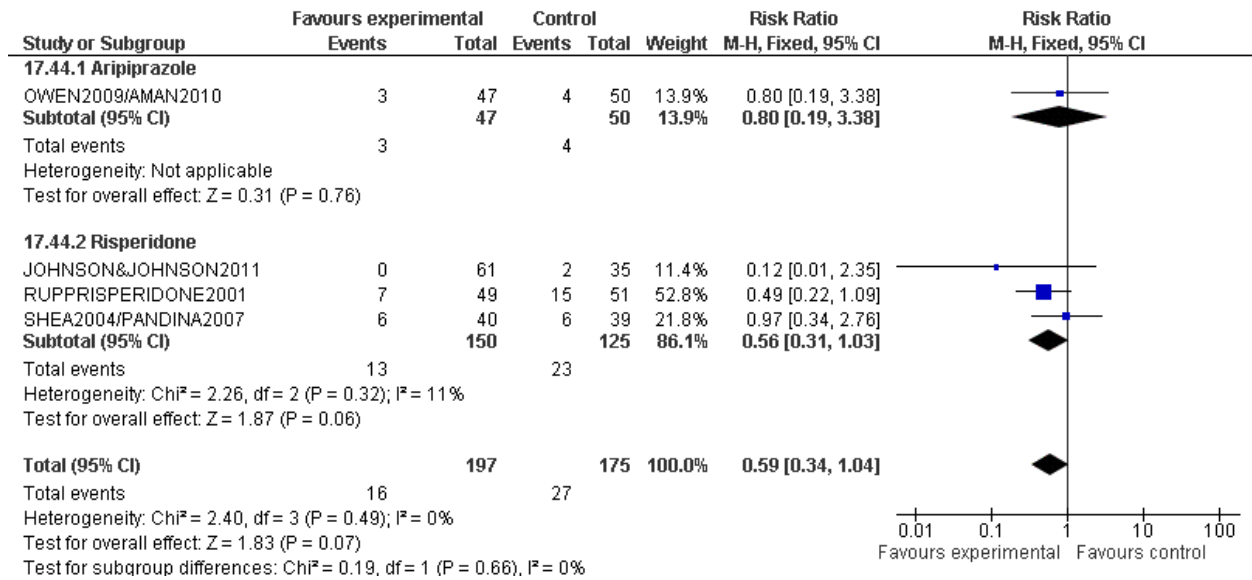 Favours experimental Control Risk Ratio Risk Ratio
Study or Subgroup Events Total Events Total Weight M-H, Fixed, 95% CI M-H, Fixed, 95% CI
17.44.1 Aripiprazole
OWEN2009/AMAN2010 3 47 4 50 13.9% 0.80 [0.19, 3.38]
Subtotal (95% CI) 47 50 13.9% 0.80 [0.19, 3.38]
Total events 3 4
Heterogeneity: Not applicable
Test for overall effect: Z = 0.31 (P = 0.76)
17.44.2 Risperidone
JOHNSON&JOHNSON2011 0 61 2 35 11.4% 0.12 [0.01, 2.35]
RUPPRISPERIDONE2001 7 49 15 51 52.8% 0.49 [0.22, 1.09]
SHEA2004/PANDINA2007 6 40 6 39 21.8% 0.97 [0.34, 2.76]
Subtotal (95% CI) 150 125 86.1% 0.56 [0.31, 1.03]
Total events 13 23
Heterogeneity: Chi² = 2.26, df = 2 (P = 0.32); I² = 11%
Test for overall effect: Z = 1.87 (P = 0.06)
Total (95% CI) 197 175 100.0% 0.59 [0.34, 1.04]
Total events 16 27
Heterogeneity: Chi² = 2.40, df = 3 (P = 0.49); I² = 0%
Test for overall effect: Z = 1.83 (P = 0.07)
Test for subgroup differences: Chi² = 0.19, df = 1 (P = 0.66), I² = 0%
0.01 0.1 1 10 100
Favours experimental Favours control